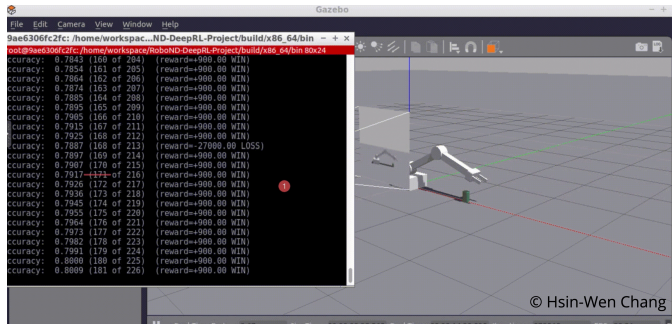 Gazebo
File Edit Camera View Window Help
9ae6306fc2fc: /home/workspac...ND-DeepRL-Project/build/x86_64/bin
root@9ae6306fc2fc: /home/workspace/RoboND-DeepRL-Project/build/x86_64/bin 80x24
ccuracy: 0.7843 (160 of 204) (reward=+900.00 WIN)
ccuracy: 0.7854 (161 of 205) (reward=+900.00 WIN)
ccuracy: 0.7864 (162 of 206) (reward=+900.00 WIN)
ccuracy: 0.7874 (163 of 207) (reward=+900.00 WIN)
ccuracy: 0.7885 (164 of 208) (reward=+900.00 WIN)
ccuracy: 0.7895 (165 of 209) (reward=+900.00 WIN)
ccuracy: 0.7905 (166 of 210) (reward=+900.00 WIN)
ccuracy: 0.7915 (167 of 211) (reward=+900.00 WIN)
ccuracy: 0.7925 (168 of 212) (reward=+900.00 WIN)
ccuracy: 0.7887 (168 of 213) (reward=-27000.00 LOSS)
ccuracy: 0.7897 (169 of 214) (reward=+900.00 WIN)
ccuracy: 0.7907 (170 of 215) (reward=+900.00 WIN)
ccuracy: 0.7917 (171 of 216) (reward=+900.00 WIN)
ccuracy: 0.7926 (172 of 217) (reward=+900.00 WIN)
ccuracy: 0.7936 (173 of 218) (reward=+900.00 WIN)
ccuracy: 0.7945 (174 of 219) (reward=+900.00 WIN)
ccuracy: 0.7955 (175 of 220) (reward=+900.00 WIN)
ccuracy: 0.7964 (176 of 221) (reward=+900.00 WIN)
ccuracy: 0.7973 (177 of 222) (reward=+900.00 WIN)
ccuracy: 0.7982 (178 of 223) (reward=+900.00 WIN)
ccuracy: 0.7991 (179 of 224) (reward=+900.00 WIN)
ccuracy: 0.8000 (180 of 225) (reward=+900.00 WIN)
ccuracy: 0.8009 (181 of 226) (reward=+900.00 WIN)
1
© Hsin-Wen Chang